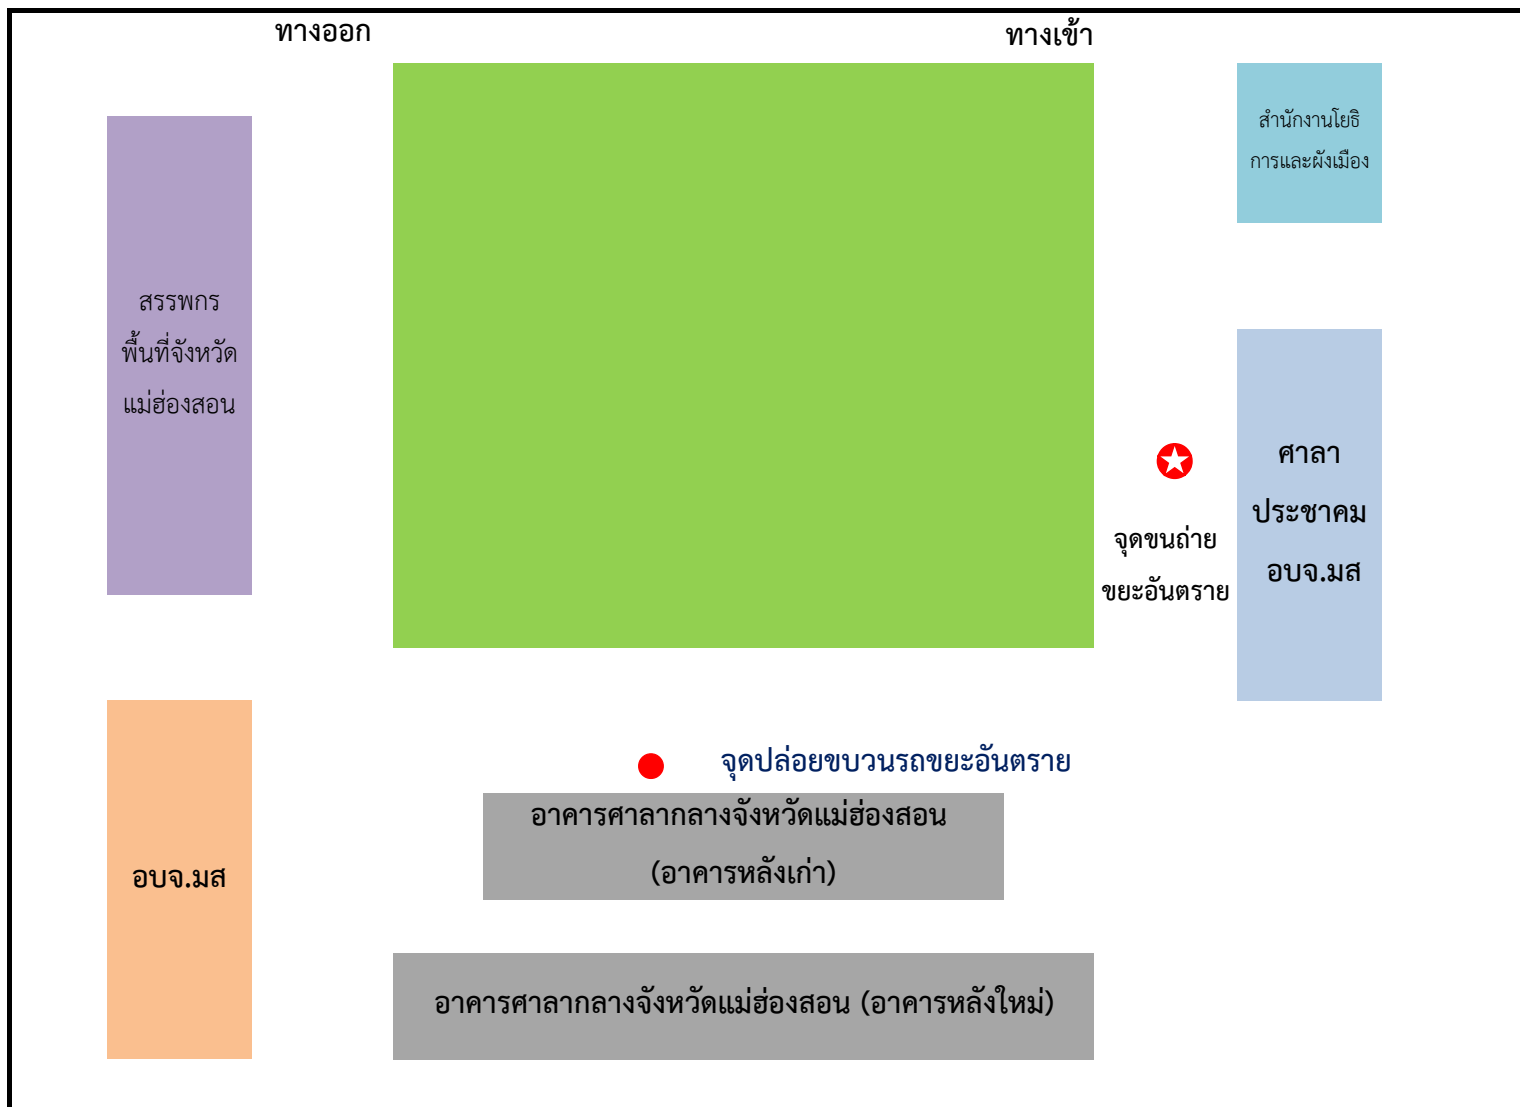 ทางออก
ทางเข้า
สำนักงานโยธิ
การและผังเมือง
สรรพกร
พื้นที่จังหวัด
แม่ฮ่องสอน
ศาลา
ประชาคม
อบจ.มส
จุดขนถ่าย
ขยะอันตราย
จุดปล่อยขบวนรถขยะอันตราย
อาคารศาลากลางจังหวัดแม่ฮ่องสอน
(อาคารหลังเก่า)
อบจ.มส
อาคารศาลากลางจังหวัดแม่ฮ่องสอน (อาคารหลังใหม่)